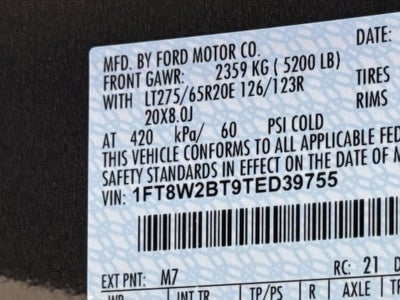 MFD. BY FORD MOTOR CO.
DATE:
FRONT GAWR: 2359 KG ( 5200 LB)
WITH LT275/65R20E 126/123R TIRES
20X8.0J RIMS
AT 420 kPa/ 60 PSI COLD
THIS VEHICLE CONFORMS TO ALL APPLICABLE FED
SAFETY STANDARDS IN EFFECT ON THE DATE OF M
VIN: 1FT8W2BT9TED39755
EXT PNT: M7 RC: 21 D
WB INT TR TP/PS R AXLE TR